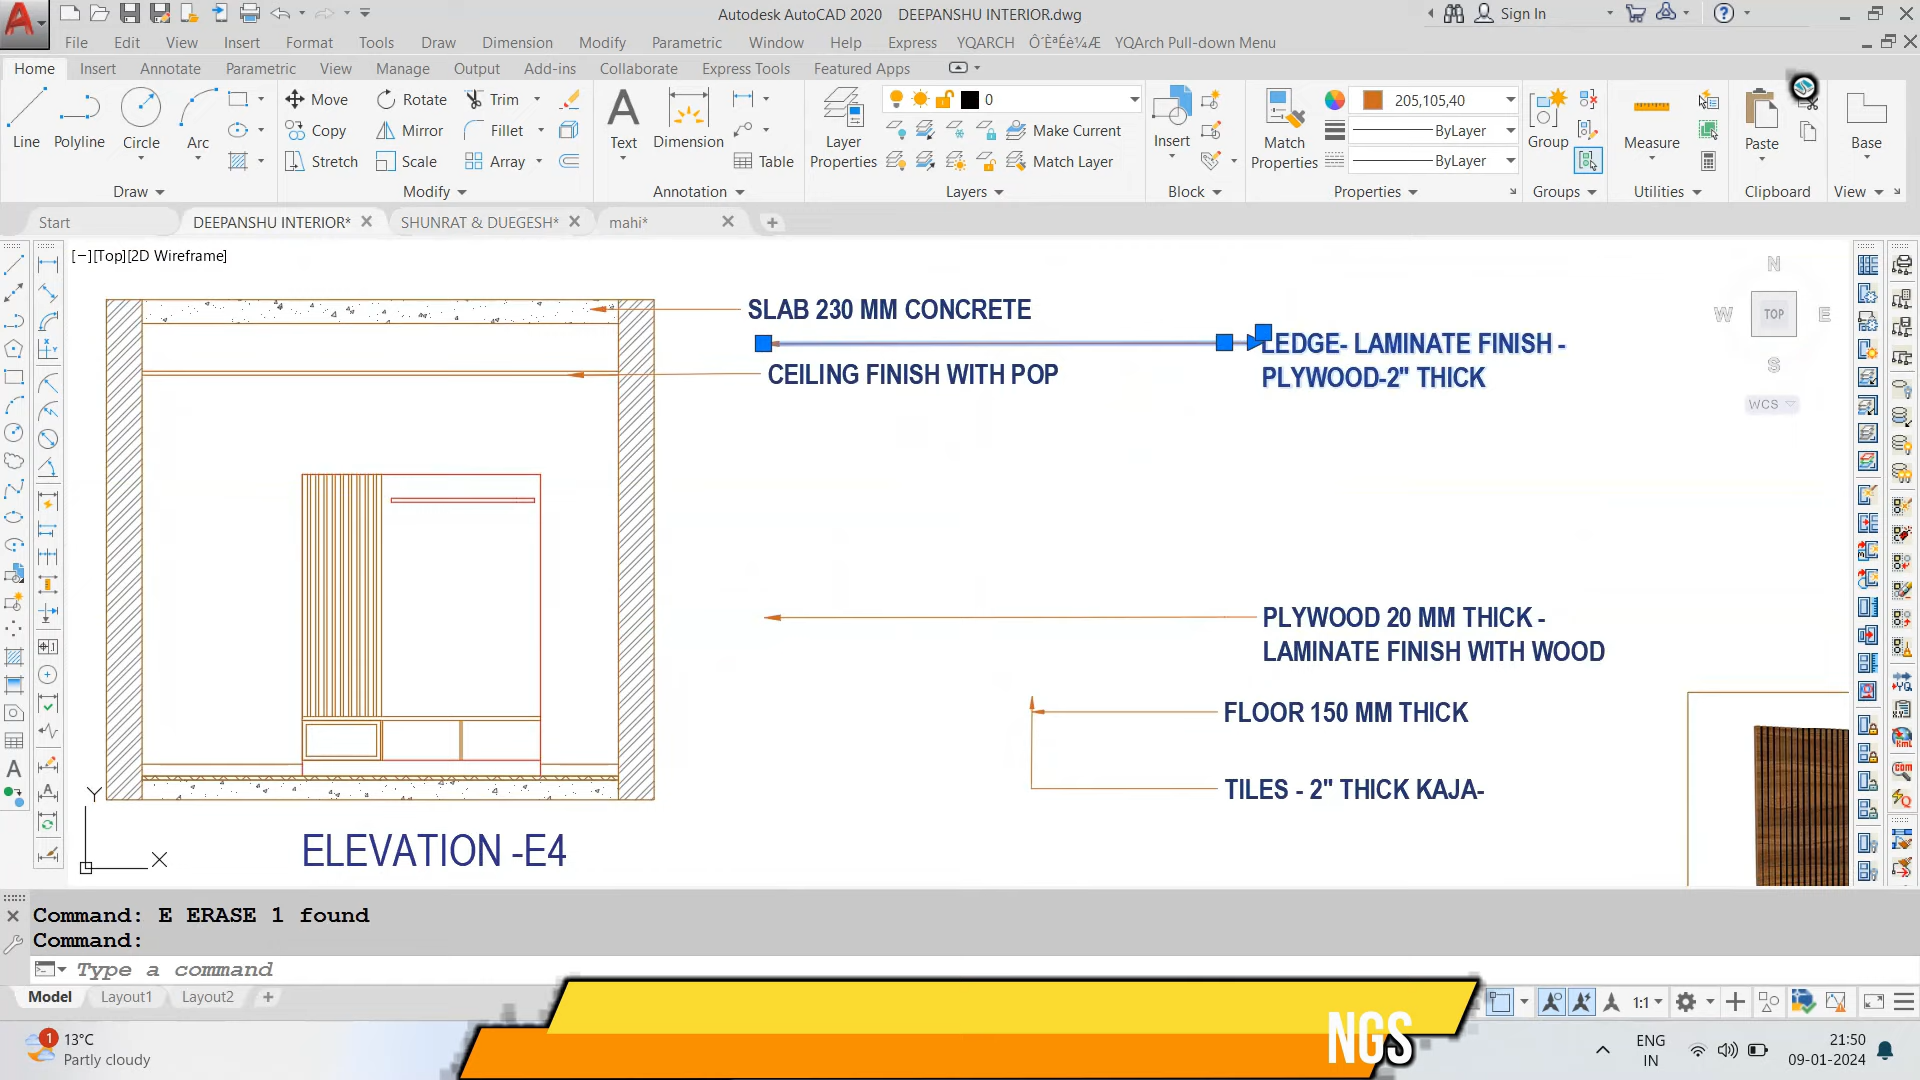 Autodesk AutoCAD 2020 DEEPANSHU INTERIOR.dwg
Sign In
File Edit View Insert Format Tools Draw Dimension Modify Parametric Window Help Express YQARCH Ô´ÈªÉè¼Æ YQArch Pull-down Menu
Home Insert Annotate Parametric View Manage Output Add-ins Collaborate Express Tools Featured Apps
Line Polyline Circle Arc
Move Rotate Trim
Copy Mirror Fillet
Stretch Scale Array
Text Dimension Table
Layer Properties
0
Make Current
Match Layer
Insert
Match Properties
205,105,40
ByLayer
ByLayer
Group Measure Paste Base
Draw Modify Annotation Layers Block Properties Groups Utilities Clipboard View
Start DEEPANSHU INTERIOR* SHUNRAT & DUEGESH* mahi*
[−][Top][2D Wireframe]
N
W TOP E
S
WCS
SLAB 230 MM CONCRETE
LEDGE- LAMINATE FINISH -
PLYWOOD-2" THICK
CEILING FINISH WITH POP
PLYWOOD 20 MM THICK -
LAMINATE FINISH WITH WOOD
FLOOR 150 MM THICK
TILES - 2" THICK KAJA-
Y
X
ELEVATION -E4
Command: E ERASE 1 found
Command:
Type a command
Model Layout1 Layout2
1:1
NGS
1
13°C
Partly cloudy
ENG
IN
21:50
09-01-2024